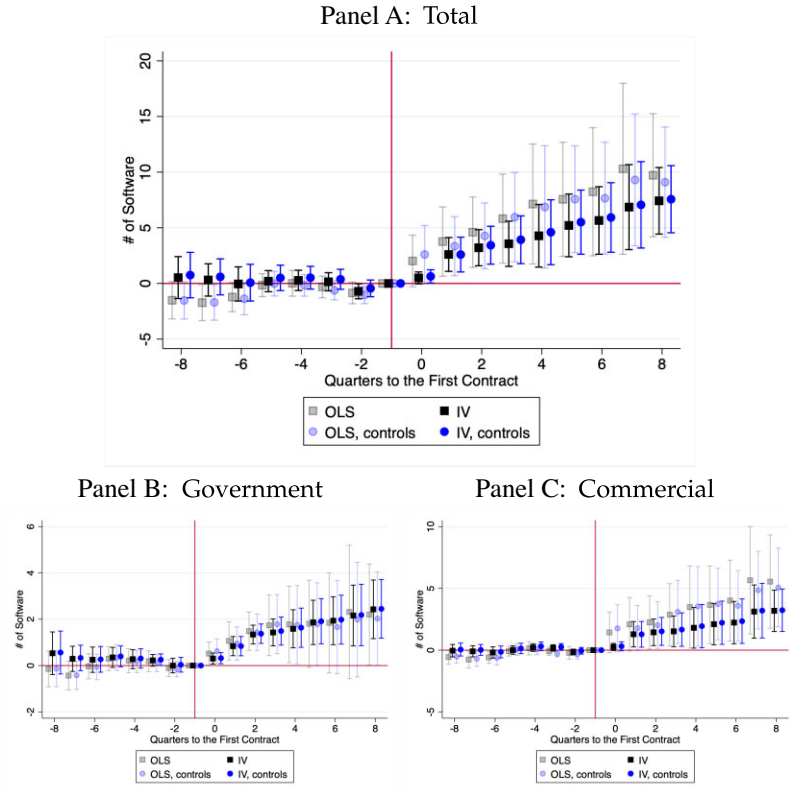 Panel A: Total
20
15
10
5
0
-5
# of Software
-8 -6 -4 -2 0 2 4 6 8
Quarters to the First Contract
OLS IV
OLS, controls IV, controls
Panel B: Government
6
4
2
0
-2
# of Software
-8 -6 -4 -2 0 2 4 6 8
Quarters to the First Contract
OLS IV
OLS, controls IV, controls
Panel C: Commercial
10
5
0
-5
# of Software
-8 -6 -4 -2 0 2 4 6 8
Quarters to the First Contract
OLS IV
OLS, controls IV, controls